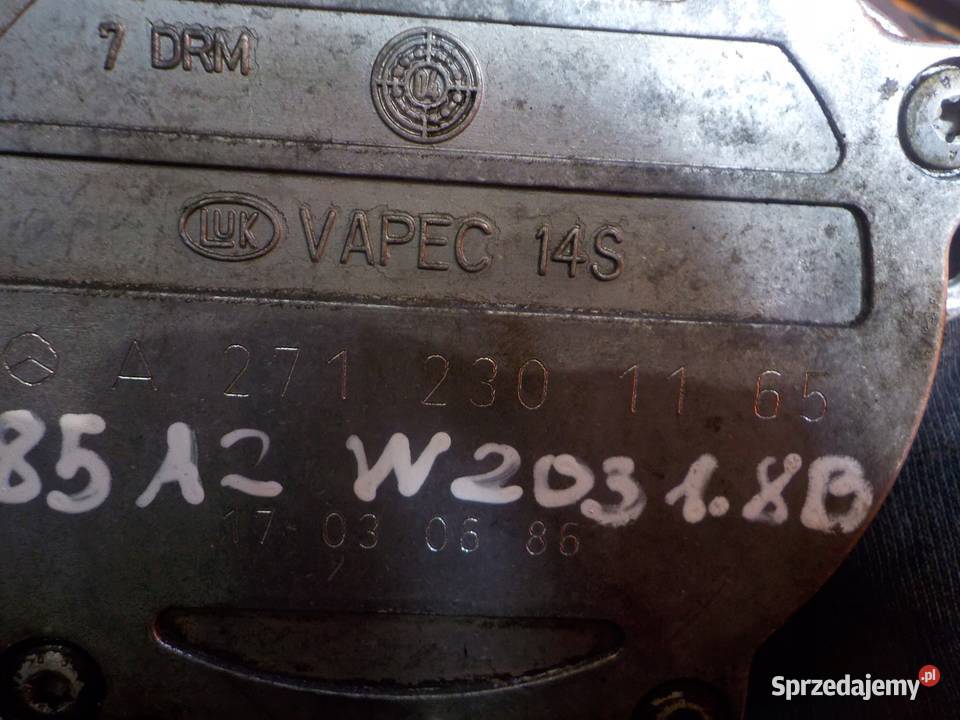 7 DRM
04
LUK VAPEC 14S
A 271 230 11 65
85A2 W203 1.8B
17 03 06 86
Sprzedajemy.pl